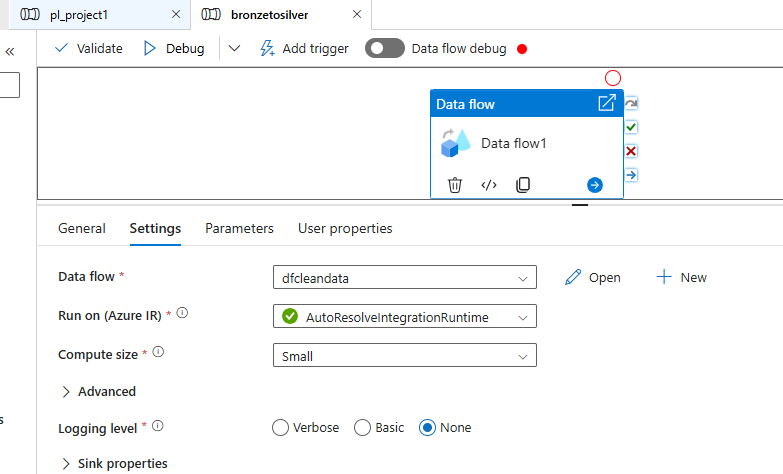 pl_project1
bronzetosilver
Validate Debug Add trigger Data flow debug
Data flow
Data flow1
General Settings Parameters User properties
Data flow * dfcleandata Open New
Run on (Azure IR) * AutoResolveIntegrationRuntime
Compute size * Small
Advanced
Logging level * Verbose Basic None
s
Sink properties